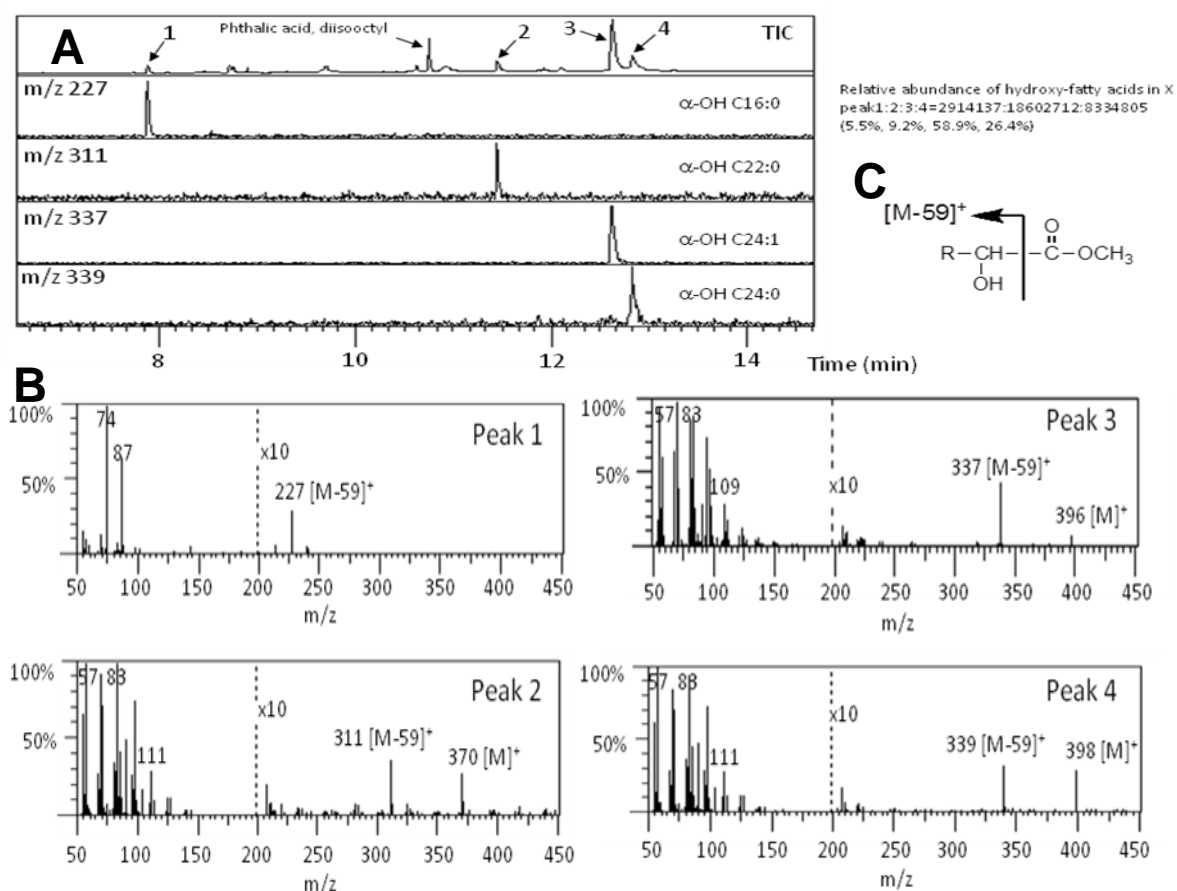 A
1
Phthalic acid, diisooctyl
2
3
4
TIC
m/z 227
α-OH C16:0
m/z 311
α-OH C22:0
m/z 337
α-OH C24:1
m/z 339
α-OH C24:0
8
10
12
14
Time (min)
Relative abundance of hydroxy-fatty acids in X
peak1:2:3:4=2914137:18602712:8334805
(5.5%, 9.2%, 58.9%, 26.4%)
C
[M-59]⁺
O
R–CH–C–OCH₃
OH
B
100%
50%
74
87
x10
227 [M-59]⁺
Peak 1
50 100 150 200 250 300 350 400 450
m/z
100%
50%
57 83
109
x10
337 [M-59]⁺
396 [M]⁺
Peak 3
50 100 150 200 250 300 350 400 450
m/z
100%
50%
57 83
111
x10
311 [M-59]⁺
370 [M]⁺
Peak 2
50 100 150 200 250 300 350 400 450
m/z
100%
50%
57 83
111
x10
339 [M-59]⁺
398 [M]⁺
Peak 4
50 100 150 200 250 300 350 400 450
m/z